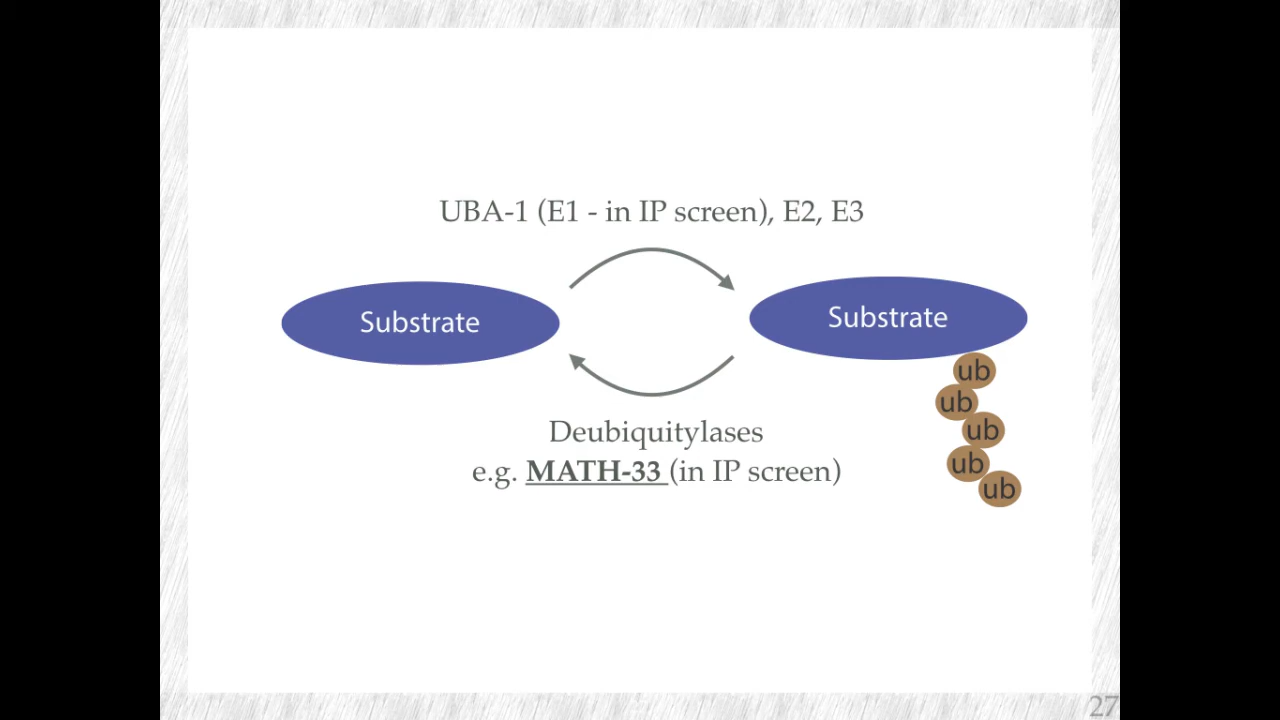 UBA-1 (E1 - in IP screen), E2, E3
Substrate
Substrate
ub
ub
ub
ub
ub
Deubiquitylases
e.g. MATH-33 (in IP screen)
27